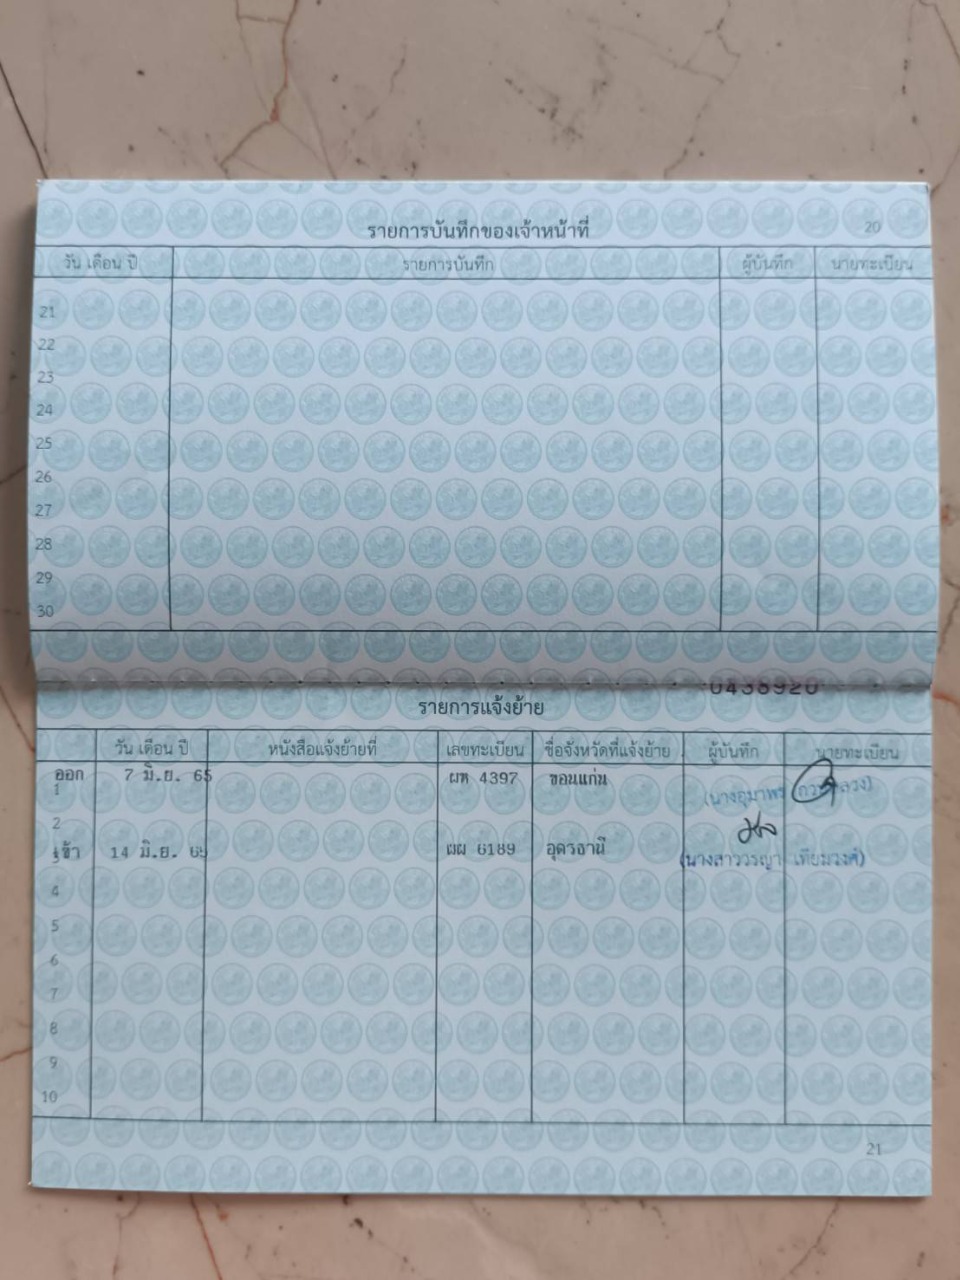 รายการบันทึกของเจ้าหน้าที่ 20
วัน เดือน ปี รายการบันทึก ผู้บันทึก นายทะเบียน
21
22
23
24
25
26
27
28
29
30
0438920
รายการแจ้งย้าย
วัน เดือน ปี หนังสือแจ้งย้ายที่ เลขทะเบียน ชื่อจังหวัดที่แจ้งย้าย ผู้บันทึก นายทะเบียน
ออก 7 มิ.ย. 65 ผห 4397 ขอนแก่น
1 (นางอุมาพร
2
3 เข้า 14 มิ.ย. 65 ผผ 6189 อุดรธานี (นางสาววรญา เทียมวงศ์)
4
5
6
7
8
9
10
21